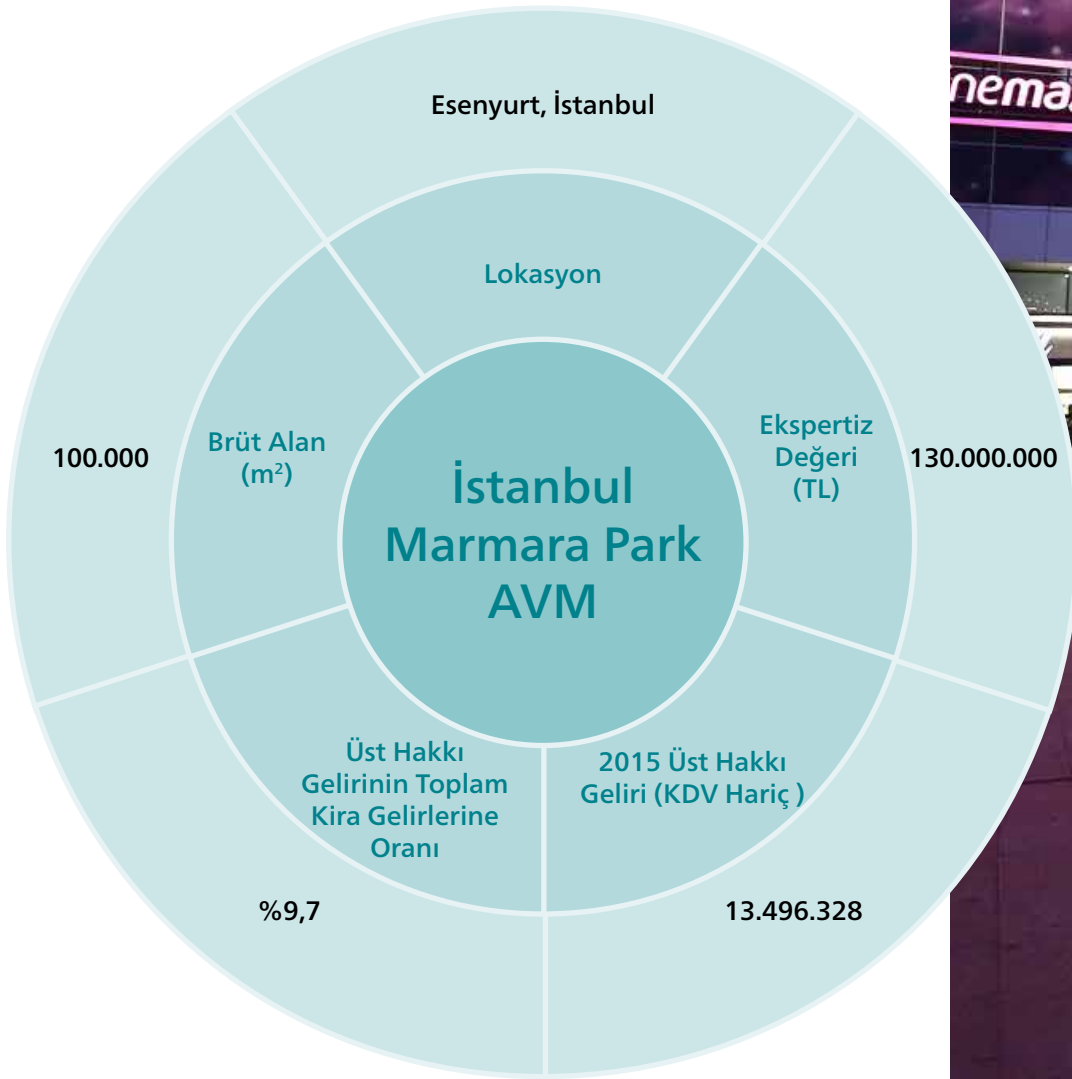 Esenyurt, İstanbul
Lokasyon
Ekspertiz
Değeri
(TL)
130.000.000
2015 Üst Hakkı
Geliri (KDV Hariç )
13.496.328
Üst Hakkı
Gelirinin Toplam
Kira Gelirlerine
Oranı
%9,7
Brüt Alan
(m²)
100.000
İstanbul
Marmara Park
AVM